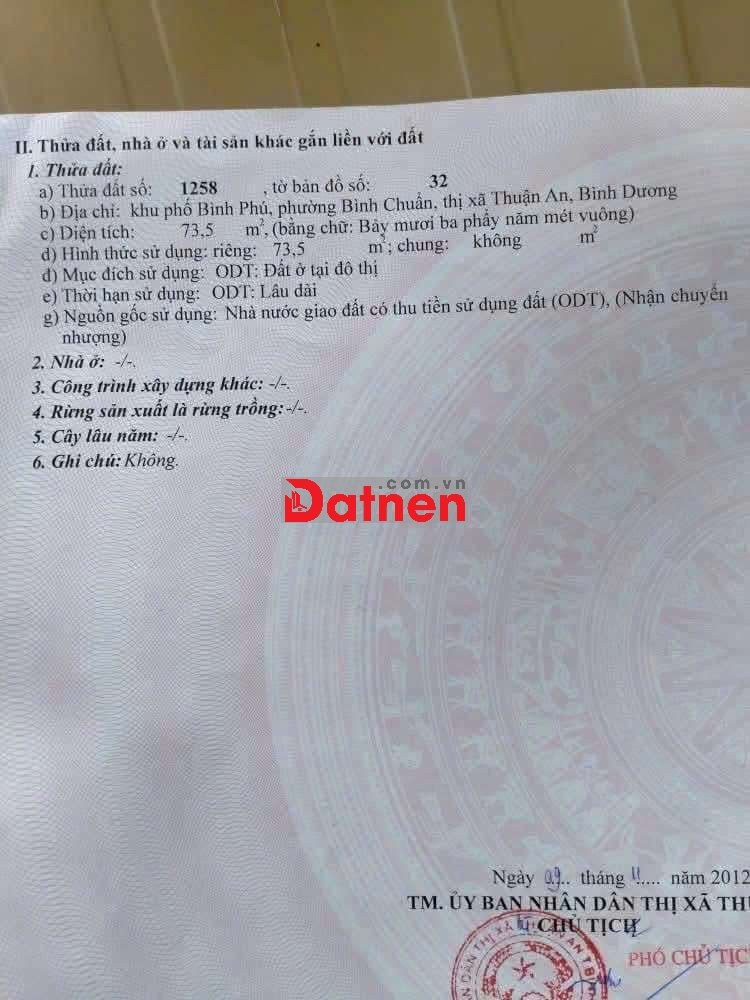 II. Thửa đất, nhà ở và tài sản khác gắn liền với đất
1. Thửa đất:
a) Thửa đất số: 1258 , tờ bản đồ số: 32
b) Địa chỉ: khu phố Bình Phú, phường Bình Chuẩn, thị xã Thuận An, Bình Dương
c) Diện tích: 73,5 m², (bằng chữ: Bảy mươi ba phẩy năm mét vuông)
d) Hình thức sử dụng: riêng: 73,5 m²; chung: không m²
đ) Mục đích sử dụng: ODT: Đất ở tại đô thị
e) Thời hạn sử dụng: ODT: Lâu dài
g) Nguồn gốc sử dụng: Nhà nước giao đất có thu tiền sử dụng đất (ODT), (Nhận chuyển
nhượng)
2. Nhà ở: -/-.
3. Công trình xây dựng khác: -/-.
4. Rừng sản xuất là rừng trồng: -/-.
5. Cây lâu năm: -/-.
6. Ghi chú: Không.
.com.vn
Datnen
Ngày 09.. tháng 11..... năm 2012
TM. ỦY BAN NHÂN DÂN THỊ XÃ THU
CHỦ TỊCH
PHÓ CHỦ TỊC